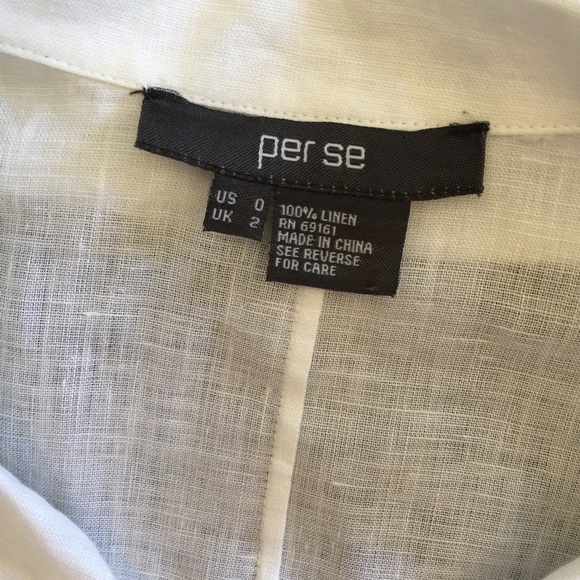 per se
US 0
UK 2
100% LINEN
RN 69161
MADE IN CHINA
SEE REVERSE
FOR CARE